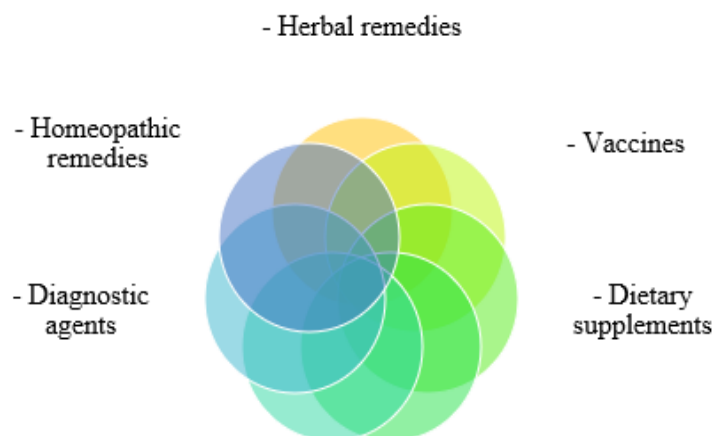 - Herbal remedies
- Homeopathic
remedies
- Vaccines
- Diagnostic
agents
- Dietary
supplements